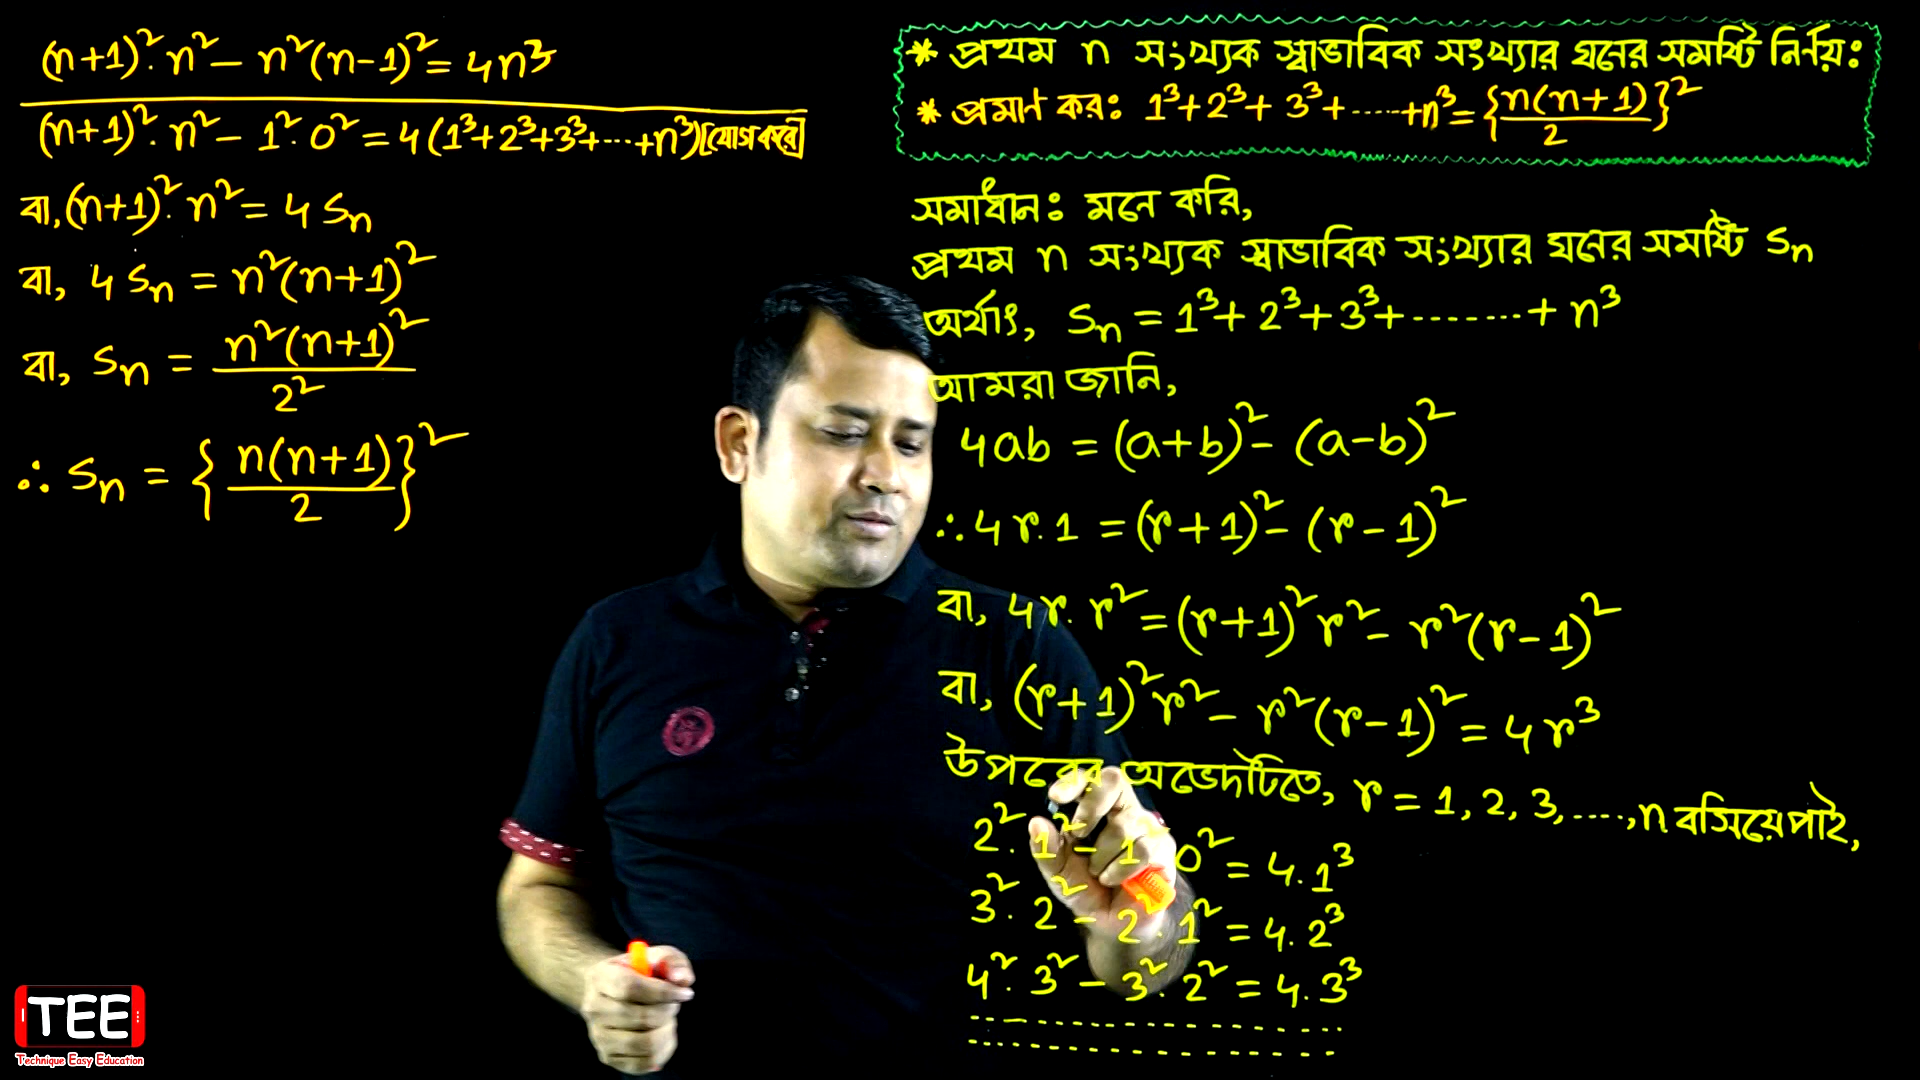 * প্রথম n সংখ্যক স্বাভাবিক সংখ্যার ঘনের সমষ্টি নির্ণয়ঃ
* প্রমাণ করঃ 1³+2³+3³+.....+n³={n(n+1)/2}²
সমাধানঃ মনে করি,
প্রথম n সংখ্যক স্বাভাবিক সংখ্যার ঘনের সমষ্টি Sₙ
অর্থাৎ, Sₙ = 1³+2³+3³+........+n³
আমরা জানি,
4ab = (a+b)²-(a-b)²
∴ 4r.1 = (r+1)²-(r-1)²
বা, 4r.r² = (r+1)²r²-r²(r-1)²
বা, (r+1)²r²-r²(r-1)² = 4r³
উপরের অভেদটিতে, r = 1, 2, 3, ....., n বসিয়ে পাই,
2².1²-1².0² = 4.1³
3².2²-2².1² = 4.2³
4².3²-3².2² = 4.3³
(n+1)².n²-n²(n-1)² = 4n³
(n+1)².n²-1².0² = 4(1³+2³+3³+...+n³) [যোগ করে]
বা, (n+1)².n² = 4Sₙ
বা, 4Sₙ = n²(n+1)²
বা, Sₙ = n²(n+1)²/2²
∴ Sₙ = {n(n+1)/2}²
TEE
Technique Easy Education